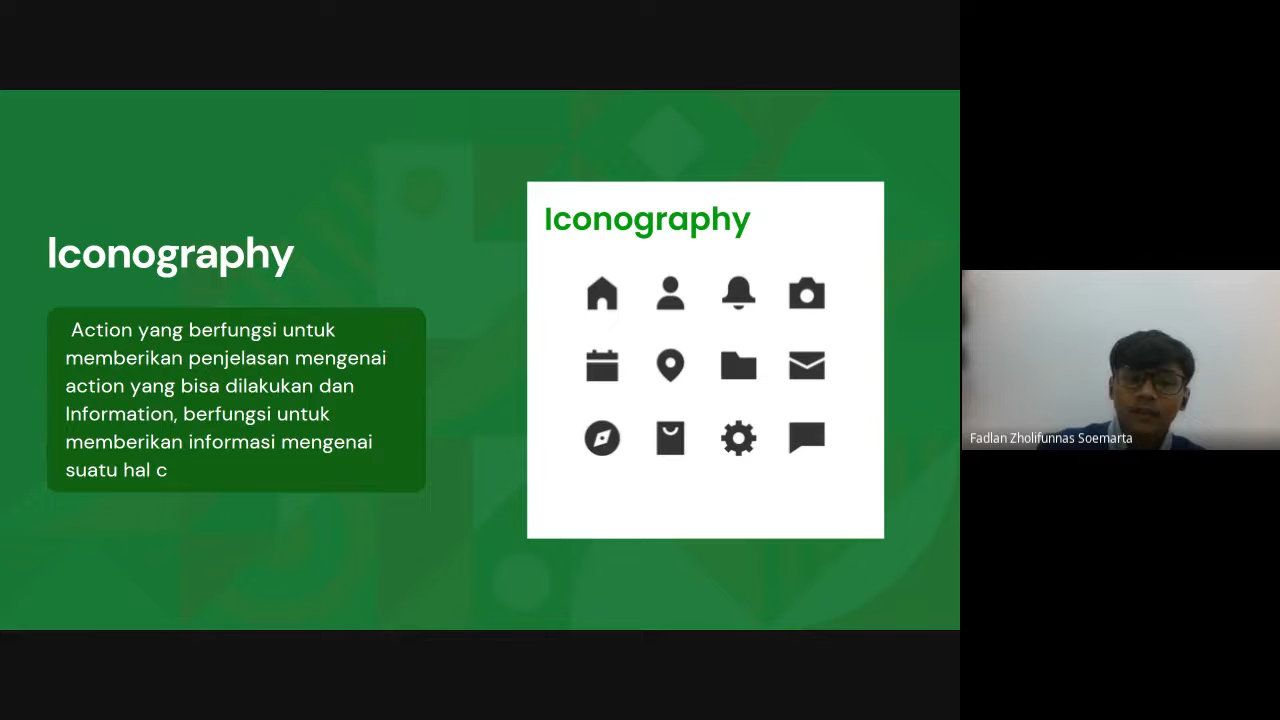 Iconography
Action yang berfungsi untuk
memberikan penjelasan mengenai
action yang bisa dilakukan dan
Information, berfungsi untuk
memberikan informasi mengenai
suatu hal c
Iconography
Fadlan Zholifunnas Soemarta